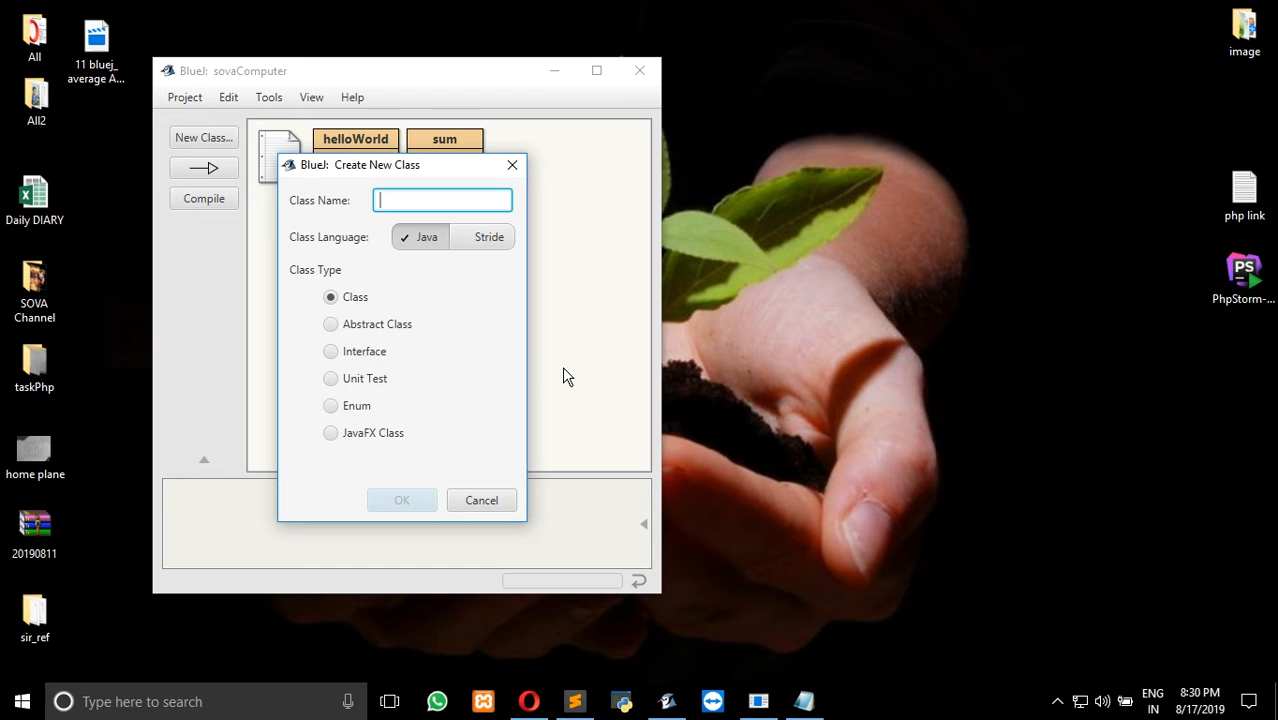 All
11 bluej_
average A...
All2
Daily DIARY
SOVA
Channel
taskPhp
home plane
20190811
sir_ref
image
php link
PS
PhpStorm-...
BlueJ: sovaComputer
Project Edit Tools View Help
New Class...
Compile
helloWorld
sum
BlueJ: Create New Class
Class Name:
Class Language: Java Stride
Class Type
Class
Abstract Class
Interface
Unit Test
Enum
JavaFX Class
OK Cancel
Type here to search
ENG
IN
8:30 PM
8/17/2019